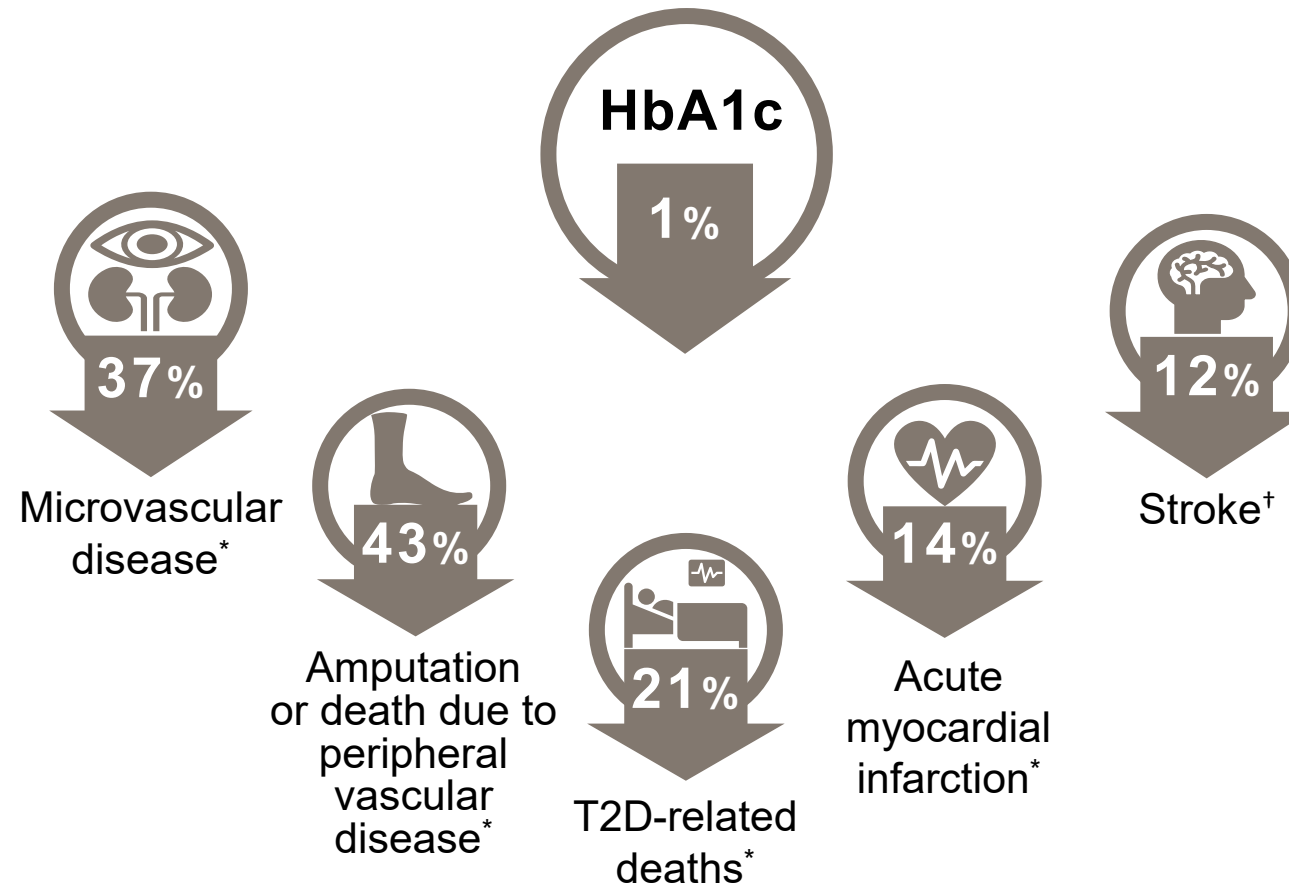 HbA1c
1%
37%
Microvascular
disease*
43%
Amputation
or death due to
peripheral
vascular
disease*
21%
T2D-related
deaths*
14%
Acute
myocardial
infarction*
12%
Stroke†